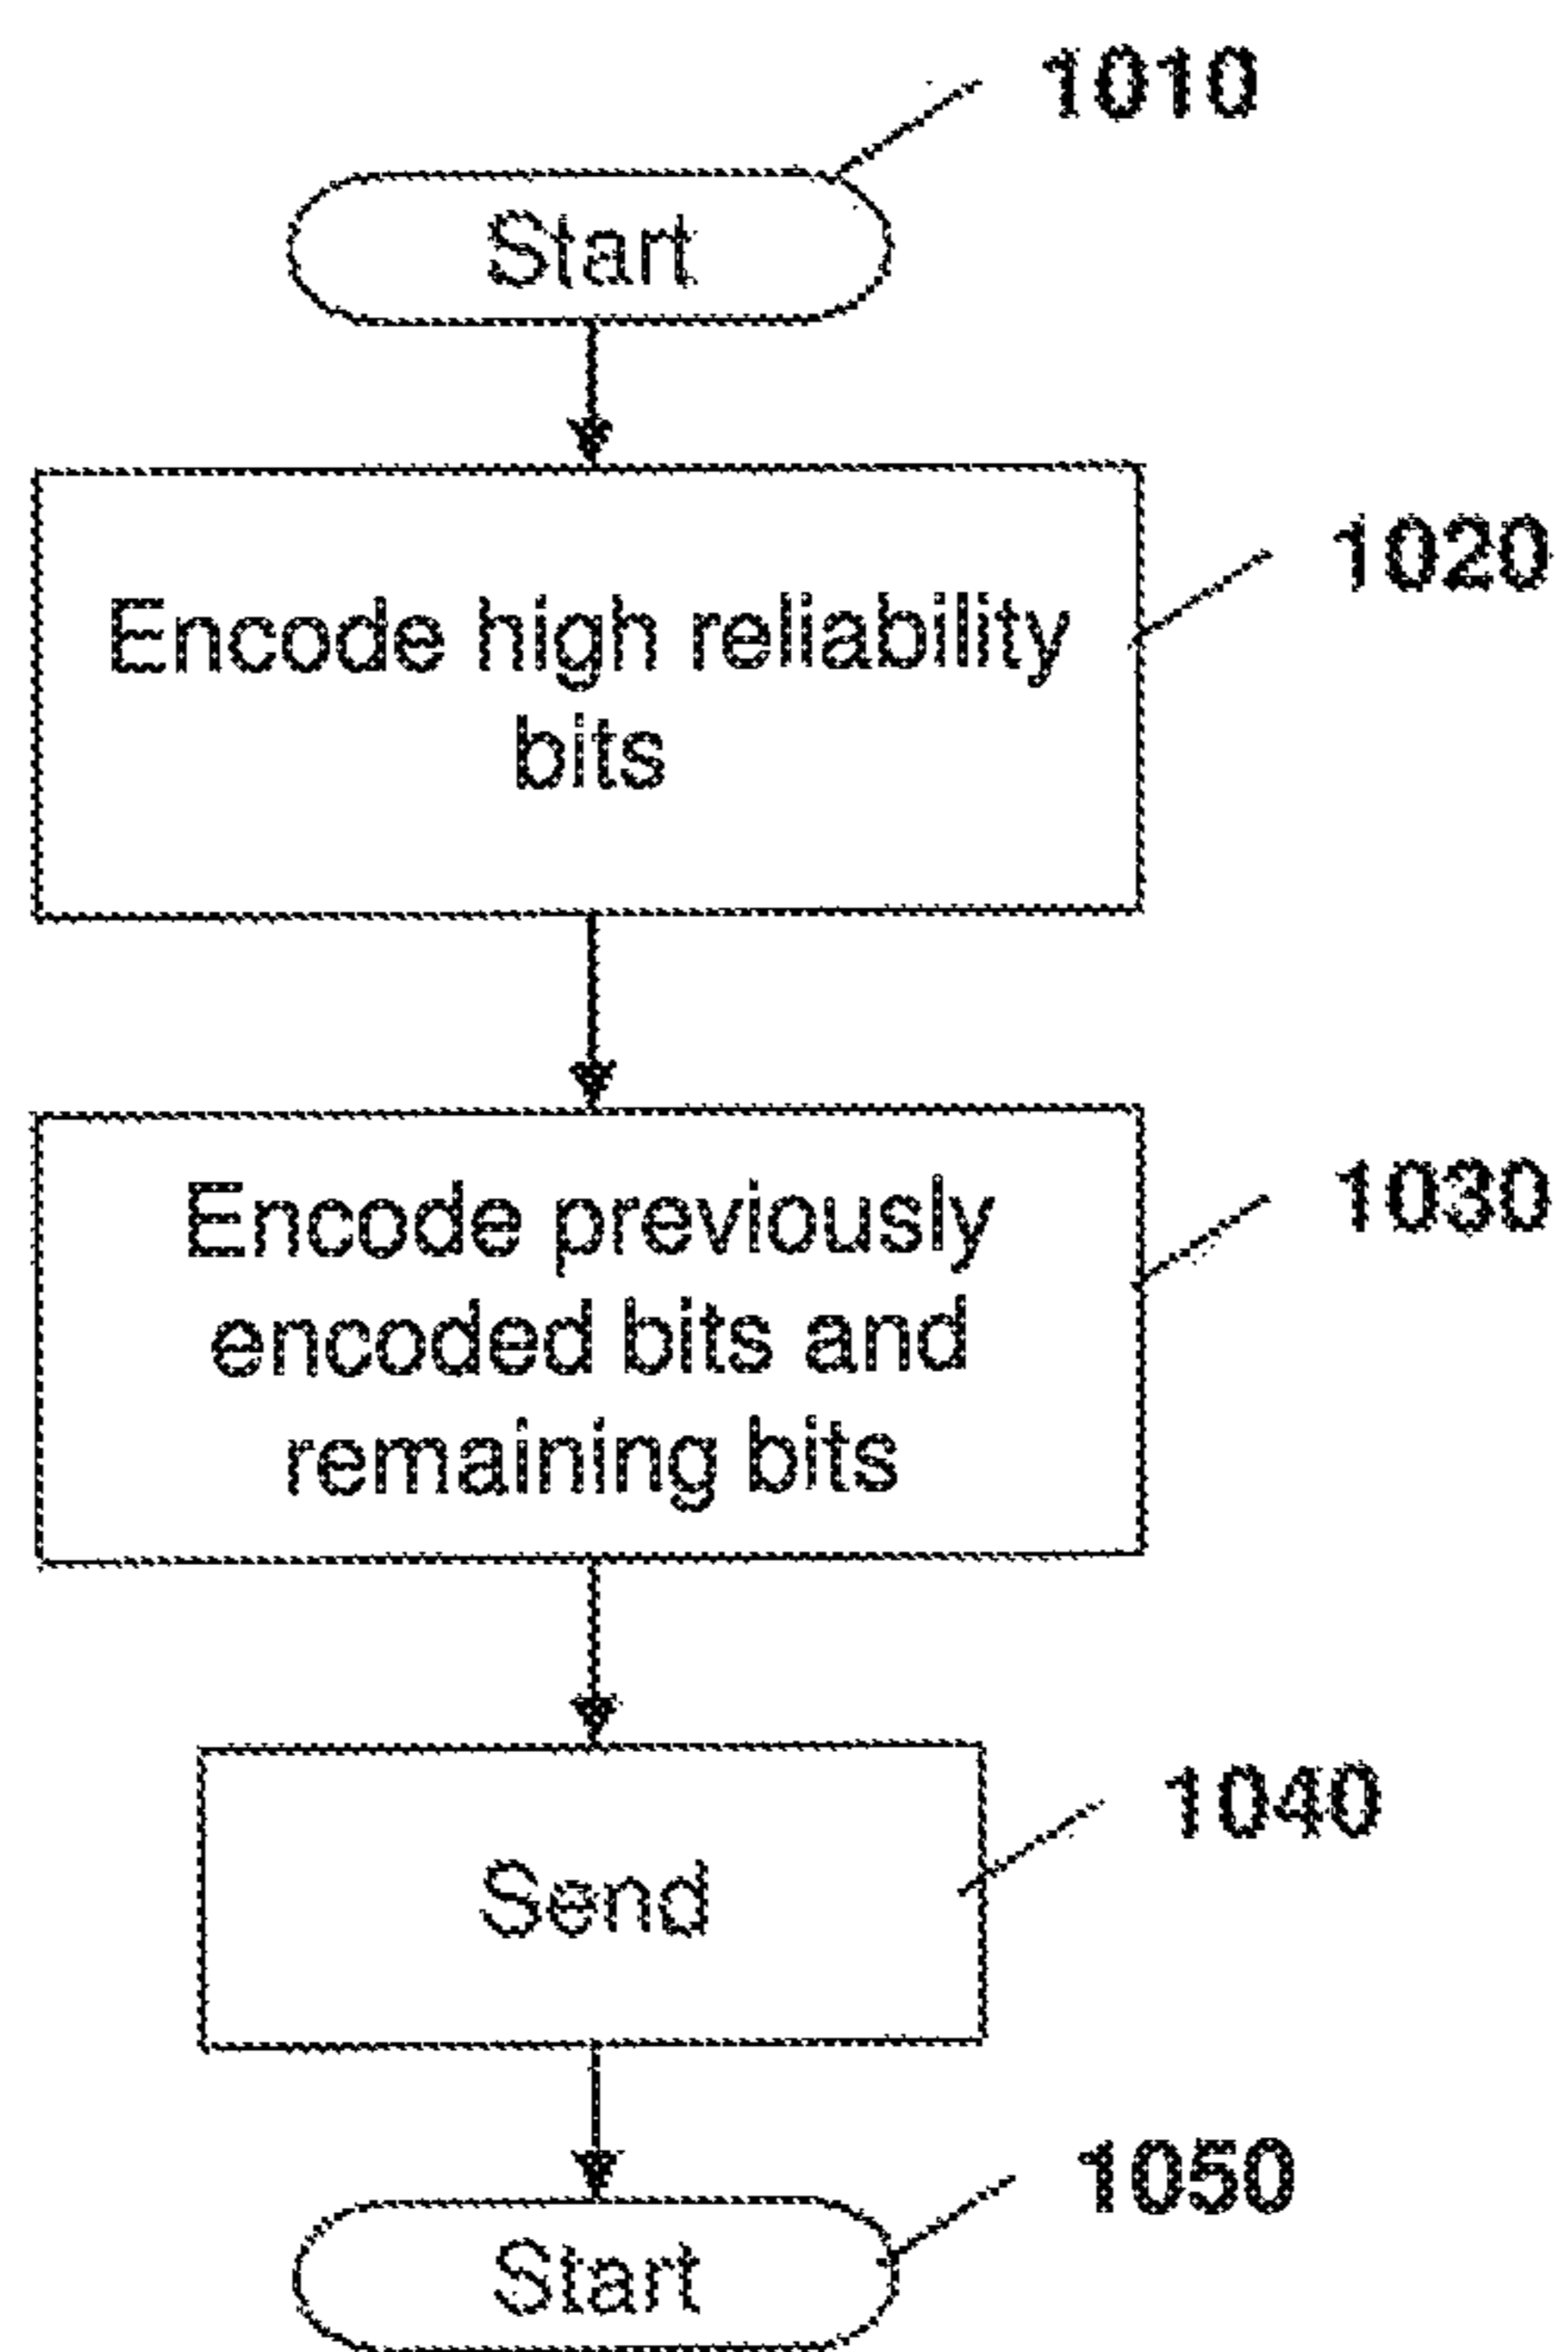 1010
Start
1020
Encode high reliability
bits
1030
Encode previously
encoded bits and
remaining bits
1040
Send
1050
Start